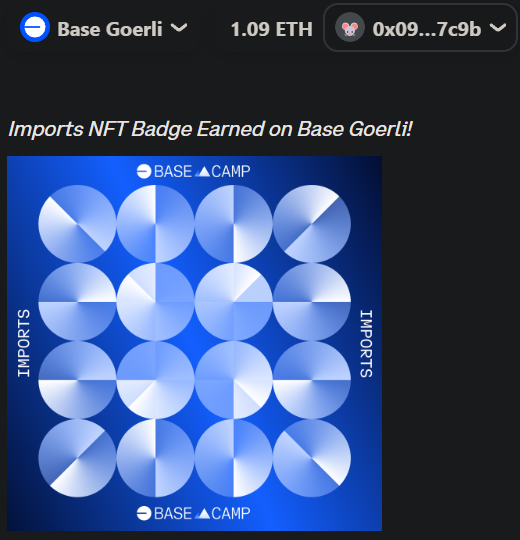 Base Goerli 1.09 ETH 0x09...7c9b
Imports NFT Badge Earned on Base Goerli!
BASE CAMP
IMPORTS
IMPORTS
BASE CAMP